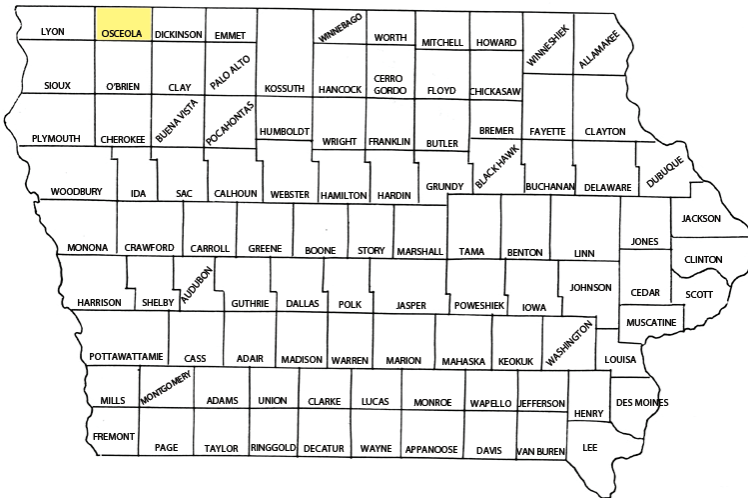 LYON OSCEOLA DICKINSON EMMET WINNEBAGO WORTH MITCHELL HOWARD WINNESHIEK ALLAMAKEE
SIOUX O'BRIEN CLAY PALO ALTO KOSSUTH HANCOCK CERRO GORDO FLOYD CHICKASAW
PLYMOUTH CHEROKEE BUENA VISTA POCAHONTAS HUMBOLDT WRIGHT FRANKLIN BUTLER BREMER FAYETTE CLAYTON
WOODBURY IDA SAC CALHOUN WEBSTER HAMILTON HARDIN GRUNDY BLACK HAWK BUCHANAN DELAWARE DUBUQUE
MONONA CRAWFORD CARROLL GREENE BOONE STORY MARSHALL TAMA BENTON LINN JONES JACKSON
CLINTON
HARRISON SHELBY AUDUBON GUTHRIE DALLAS POLK JASPER POWESHIEK IOWA JOHNSON CEDAR SCOTT
MUSCATINE
POTTAWATTAMIE CASS ADAIR MADISON WARREN MARION MAHASKA KEOKUK WASHINGTON LOUISA
MILLS MONTGOMERY ADAMS UNION CLARKE LUCAS MONROE WAPELLO JEFFERSON HENRY DES MOINES
FREMONT PAGE TAYLOR RINGGOLD DECATUR WAYNE APPANOOSE DAVIS VAN BUREN LEE